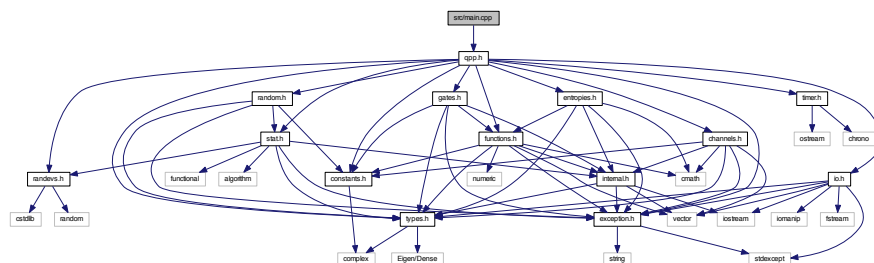 src/main.cpp
qpp.h
random.h
gates.h
entropies.h
timer.h
stat.h
functions.h
channels.h
ostream
chrono
randevs.h
functional
algorithm
constants.h
numeric
internal.h
cmath
io.h
cstdlib
random
types.h
exception.h
vector
iostream
iomanip
fstream
complex
Eigen/Dense
string
stdexcept